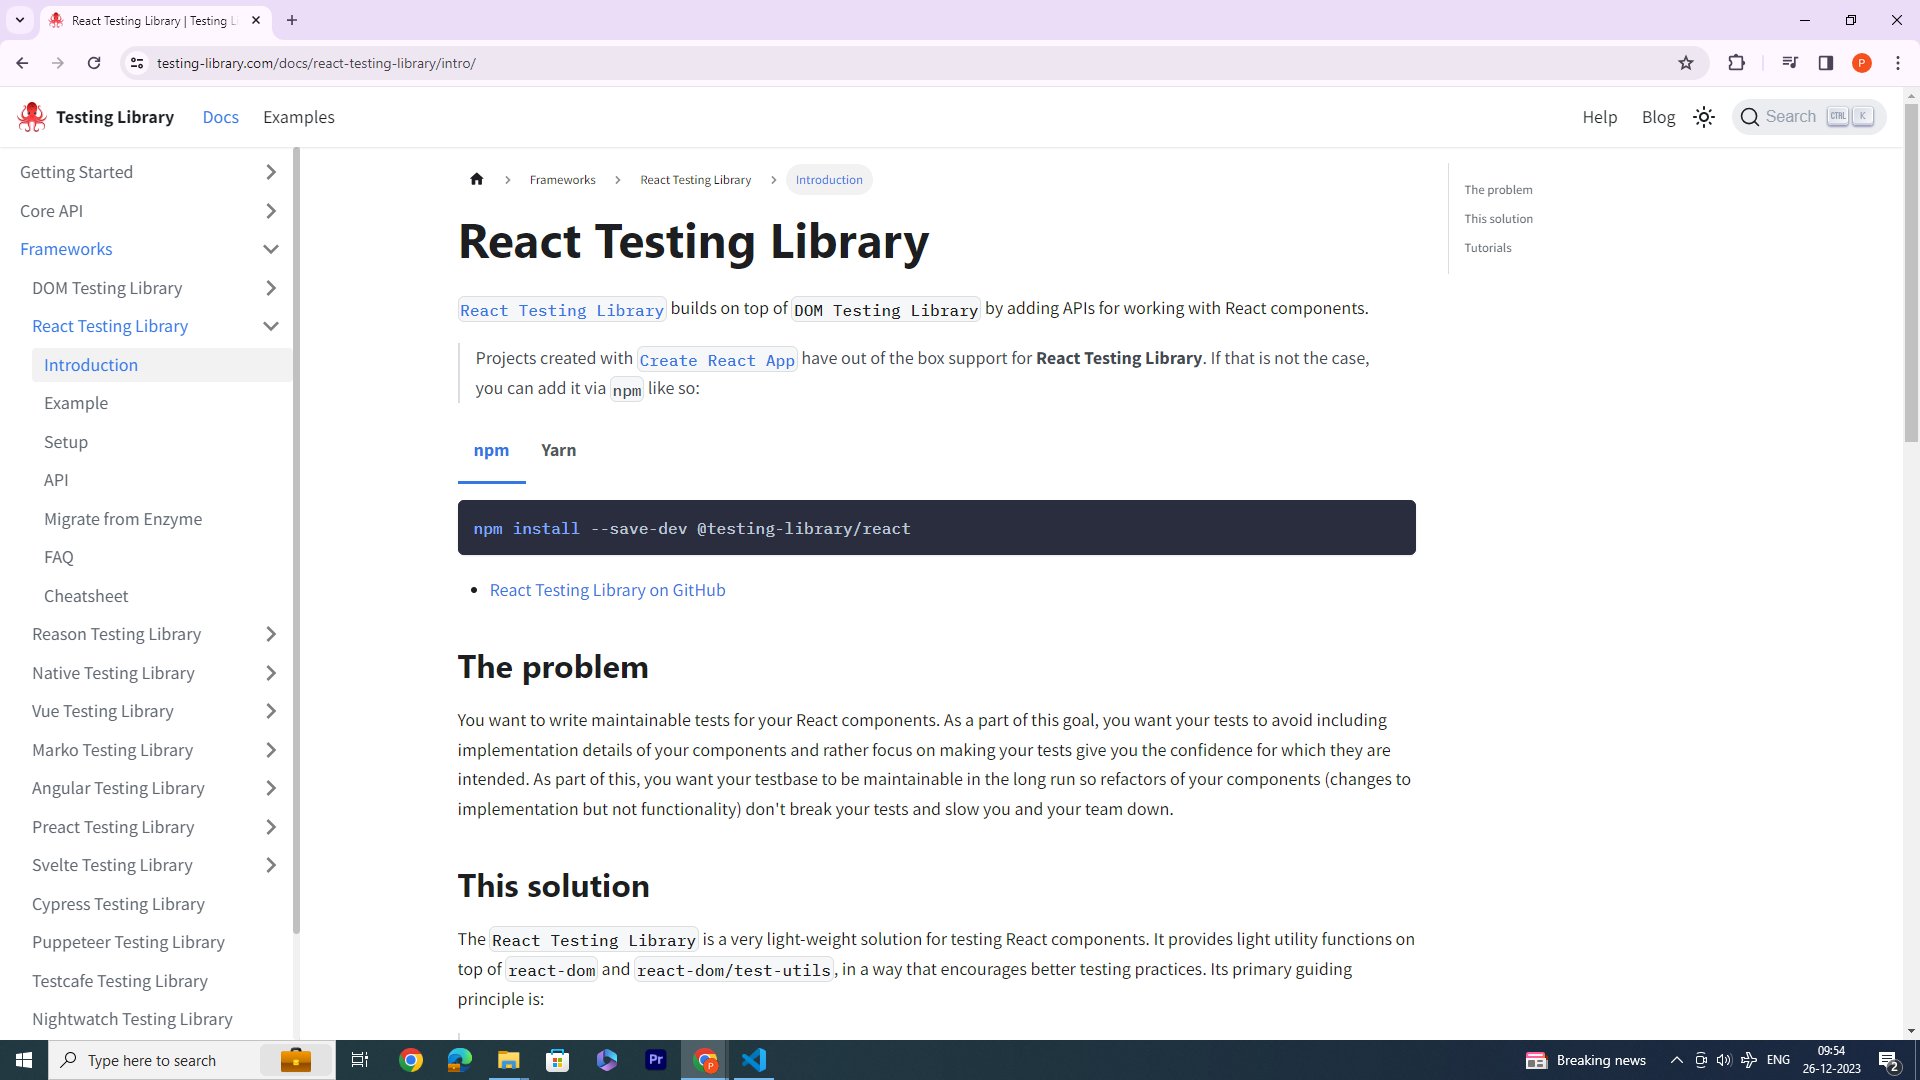 React Testing Library | Testing Li
testing-library.com/docs/react-testing-library/intro/
P
Testing Library
Docs
Examples
Help
Blog
Search
CTRL
K
Getting Started
Core API
Frameworks
DOM Testing Library
React Testing Library
Introduction
Example
Setup
API
Migrate from Enzyme
FAQ
Cheatsheet
Reason Testing Library
Native Testing Library
Vue Testing Library
Marko Testing Library
Angular Testing Library
Preact Testing Library
Svelte Testing Library
Cypress Testing Library
Puppeteer Testing Library
Testcafe Testing Library
Nightwatch Testing Library
Frameworks
React Testing Library
Introduction
React Testing Library
React Testing Library builds on top of DOM Testing Library by adding APIs for working with React components.
Projects created with Create React App have out of the box support for React Testing Library. If that is not the case,
you can add it via npm like so:
npm
Yarn
npm install --save-dev @testing-library/react
React Testing Library on GitHub
The problem
You want to write maintainable tests for your React components. As a part of this goal, you want your tests to avoid including
implementation details of your components and rather focus on making your tests give you the confidence for which they are
intended. As part of this, you want your testbase to be maintainable in the long run so refactors of your components (changes to
implementation but not functionality) don't break your tests and slow you and your team down.
This solution
The React Testing Library is a very light-weight solution for testing React components. It provides light utility functions on
top of react-dom and react-dom/test-utils, in a way that encourages better testing practices. Its primary guiding
principle is:
The problem
This solution
Tutorials
Type here to search
Pr
P
Breaking news
ENG
09:54
26-12-2023
2